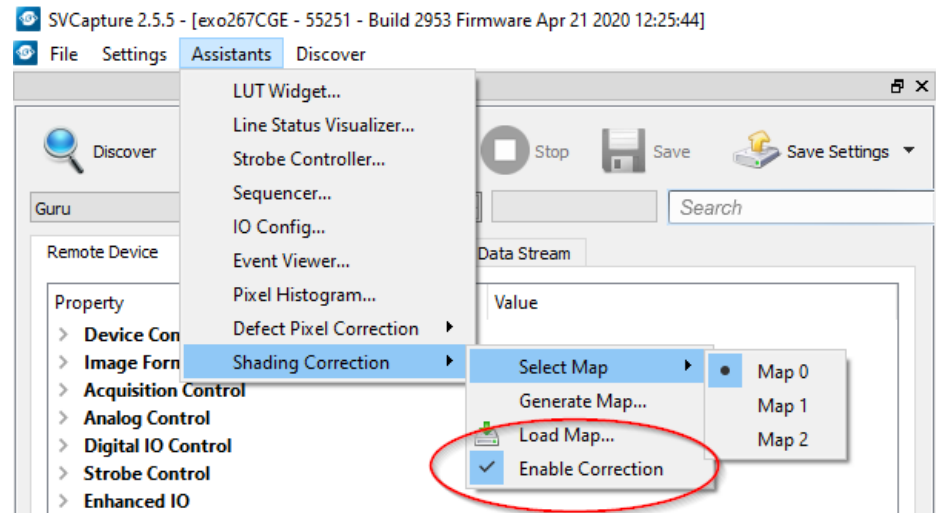 SVCapture 2.5.5 - [exo267CGE - 55251 - Build 2953 Firmware Apr 21 2020 12:25:44]
File Settings Assistants Discover
LUT Widget...
Line Status Visualizer...
Strobe Controller...
Sequencer...
IO Config...
Event Viewer...
Pixel Histogram...
Defect Pixel Correction
Shading Correction
Discover
Stop Save Save Settings
Guru
Search
Remote Device
Data Stream
Property
Value
Device Con
Image Form
Acquisition Control
Analog Control
Digital IO Control
Strobe Control
Enhanced IO
Select Map
Generate Map...
Load Map...
Enable Correction
Map 0
Map 1
Map 2